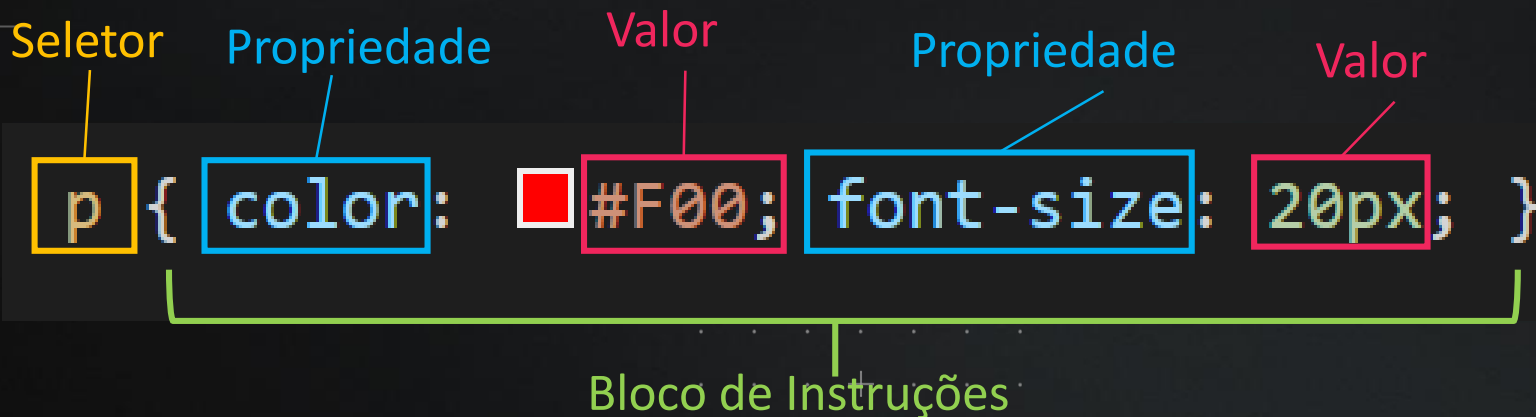 Seletor Propriedade Valor Propriedade Valor
p { color: #F00; font-size: 20px; }
Bloco de Instruções